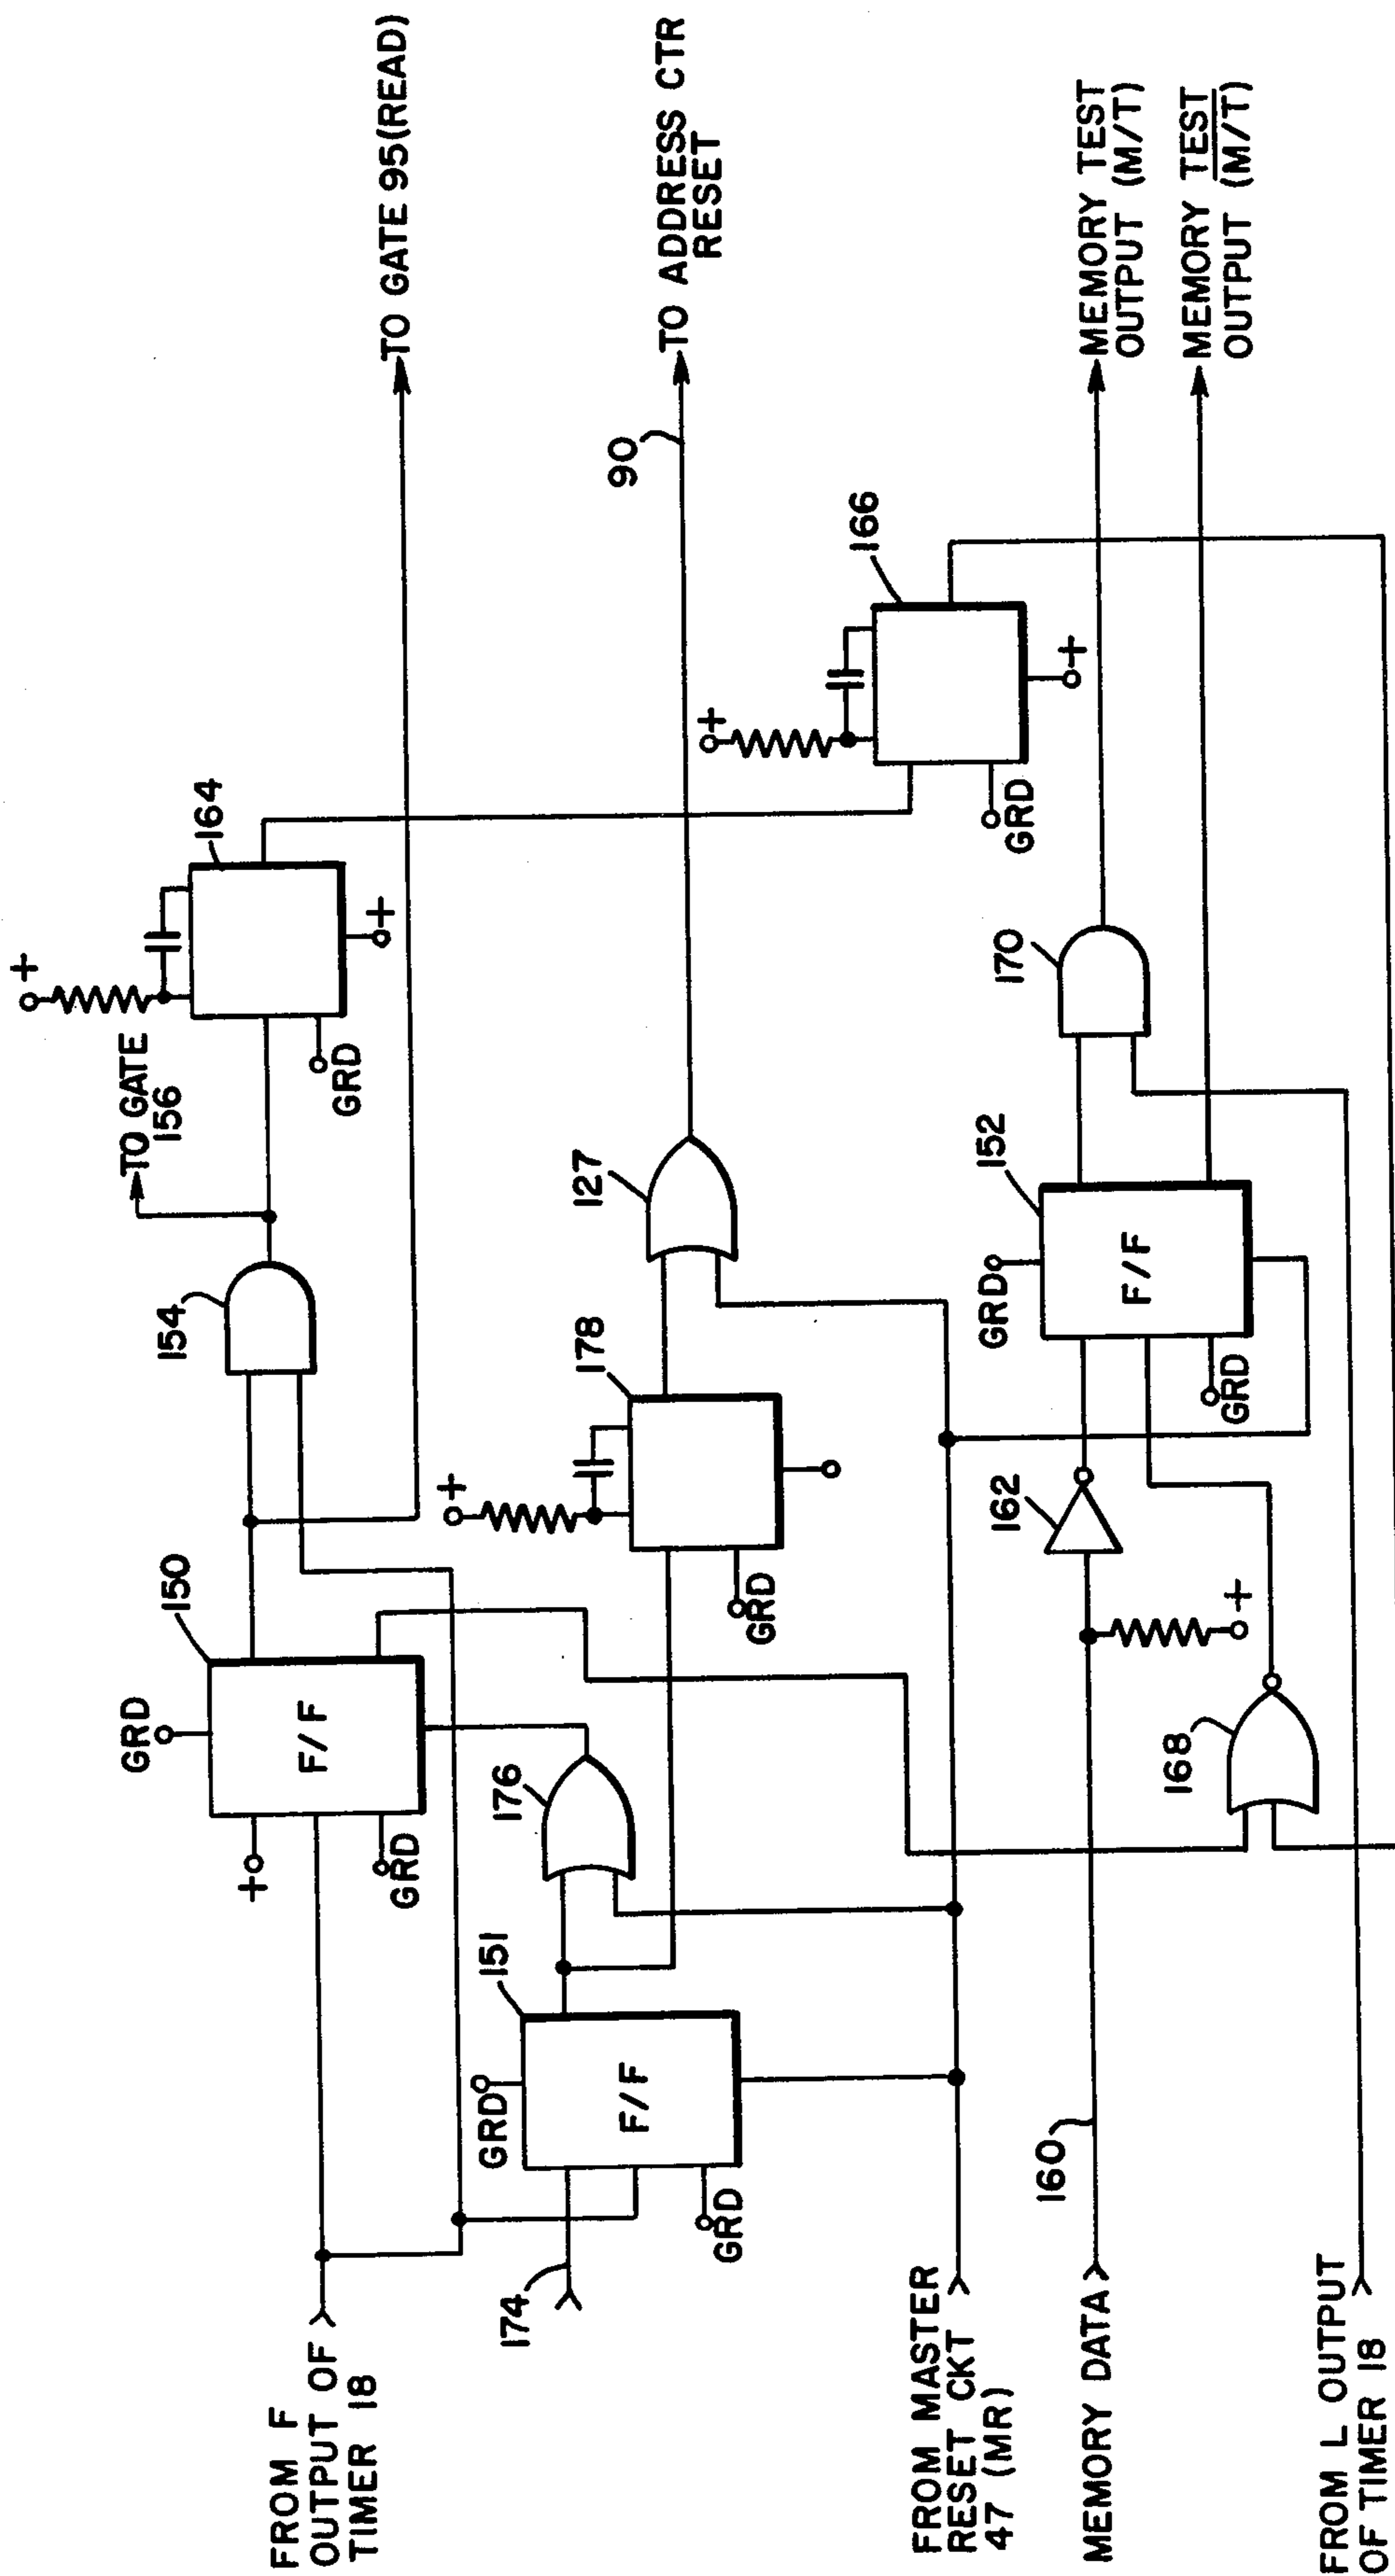 FROM F
OUTPUT OF
TIMER 18
GRD
+
GRD
F/F
150
154
TO GATE
156
+
164
GRD
+
TO GATE 95(READ)
174
GRD
151
F/F
GRD
176
+
178
GRD
127
90
TO ADDRESS CTR
RESET
+
166
GRD
+
FROM MASTER
RESET CKT
47 (MR)
MEMORY DATA
160
162
+
168
GRD
152
F/F
GRD
170
MEMORY TEST
OUTPUT (M/T)
MEMORY TEST
OUTPUT (M/T)
FROM L OUTPUT
OF TIMER 18